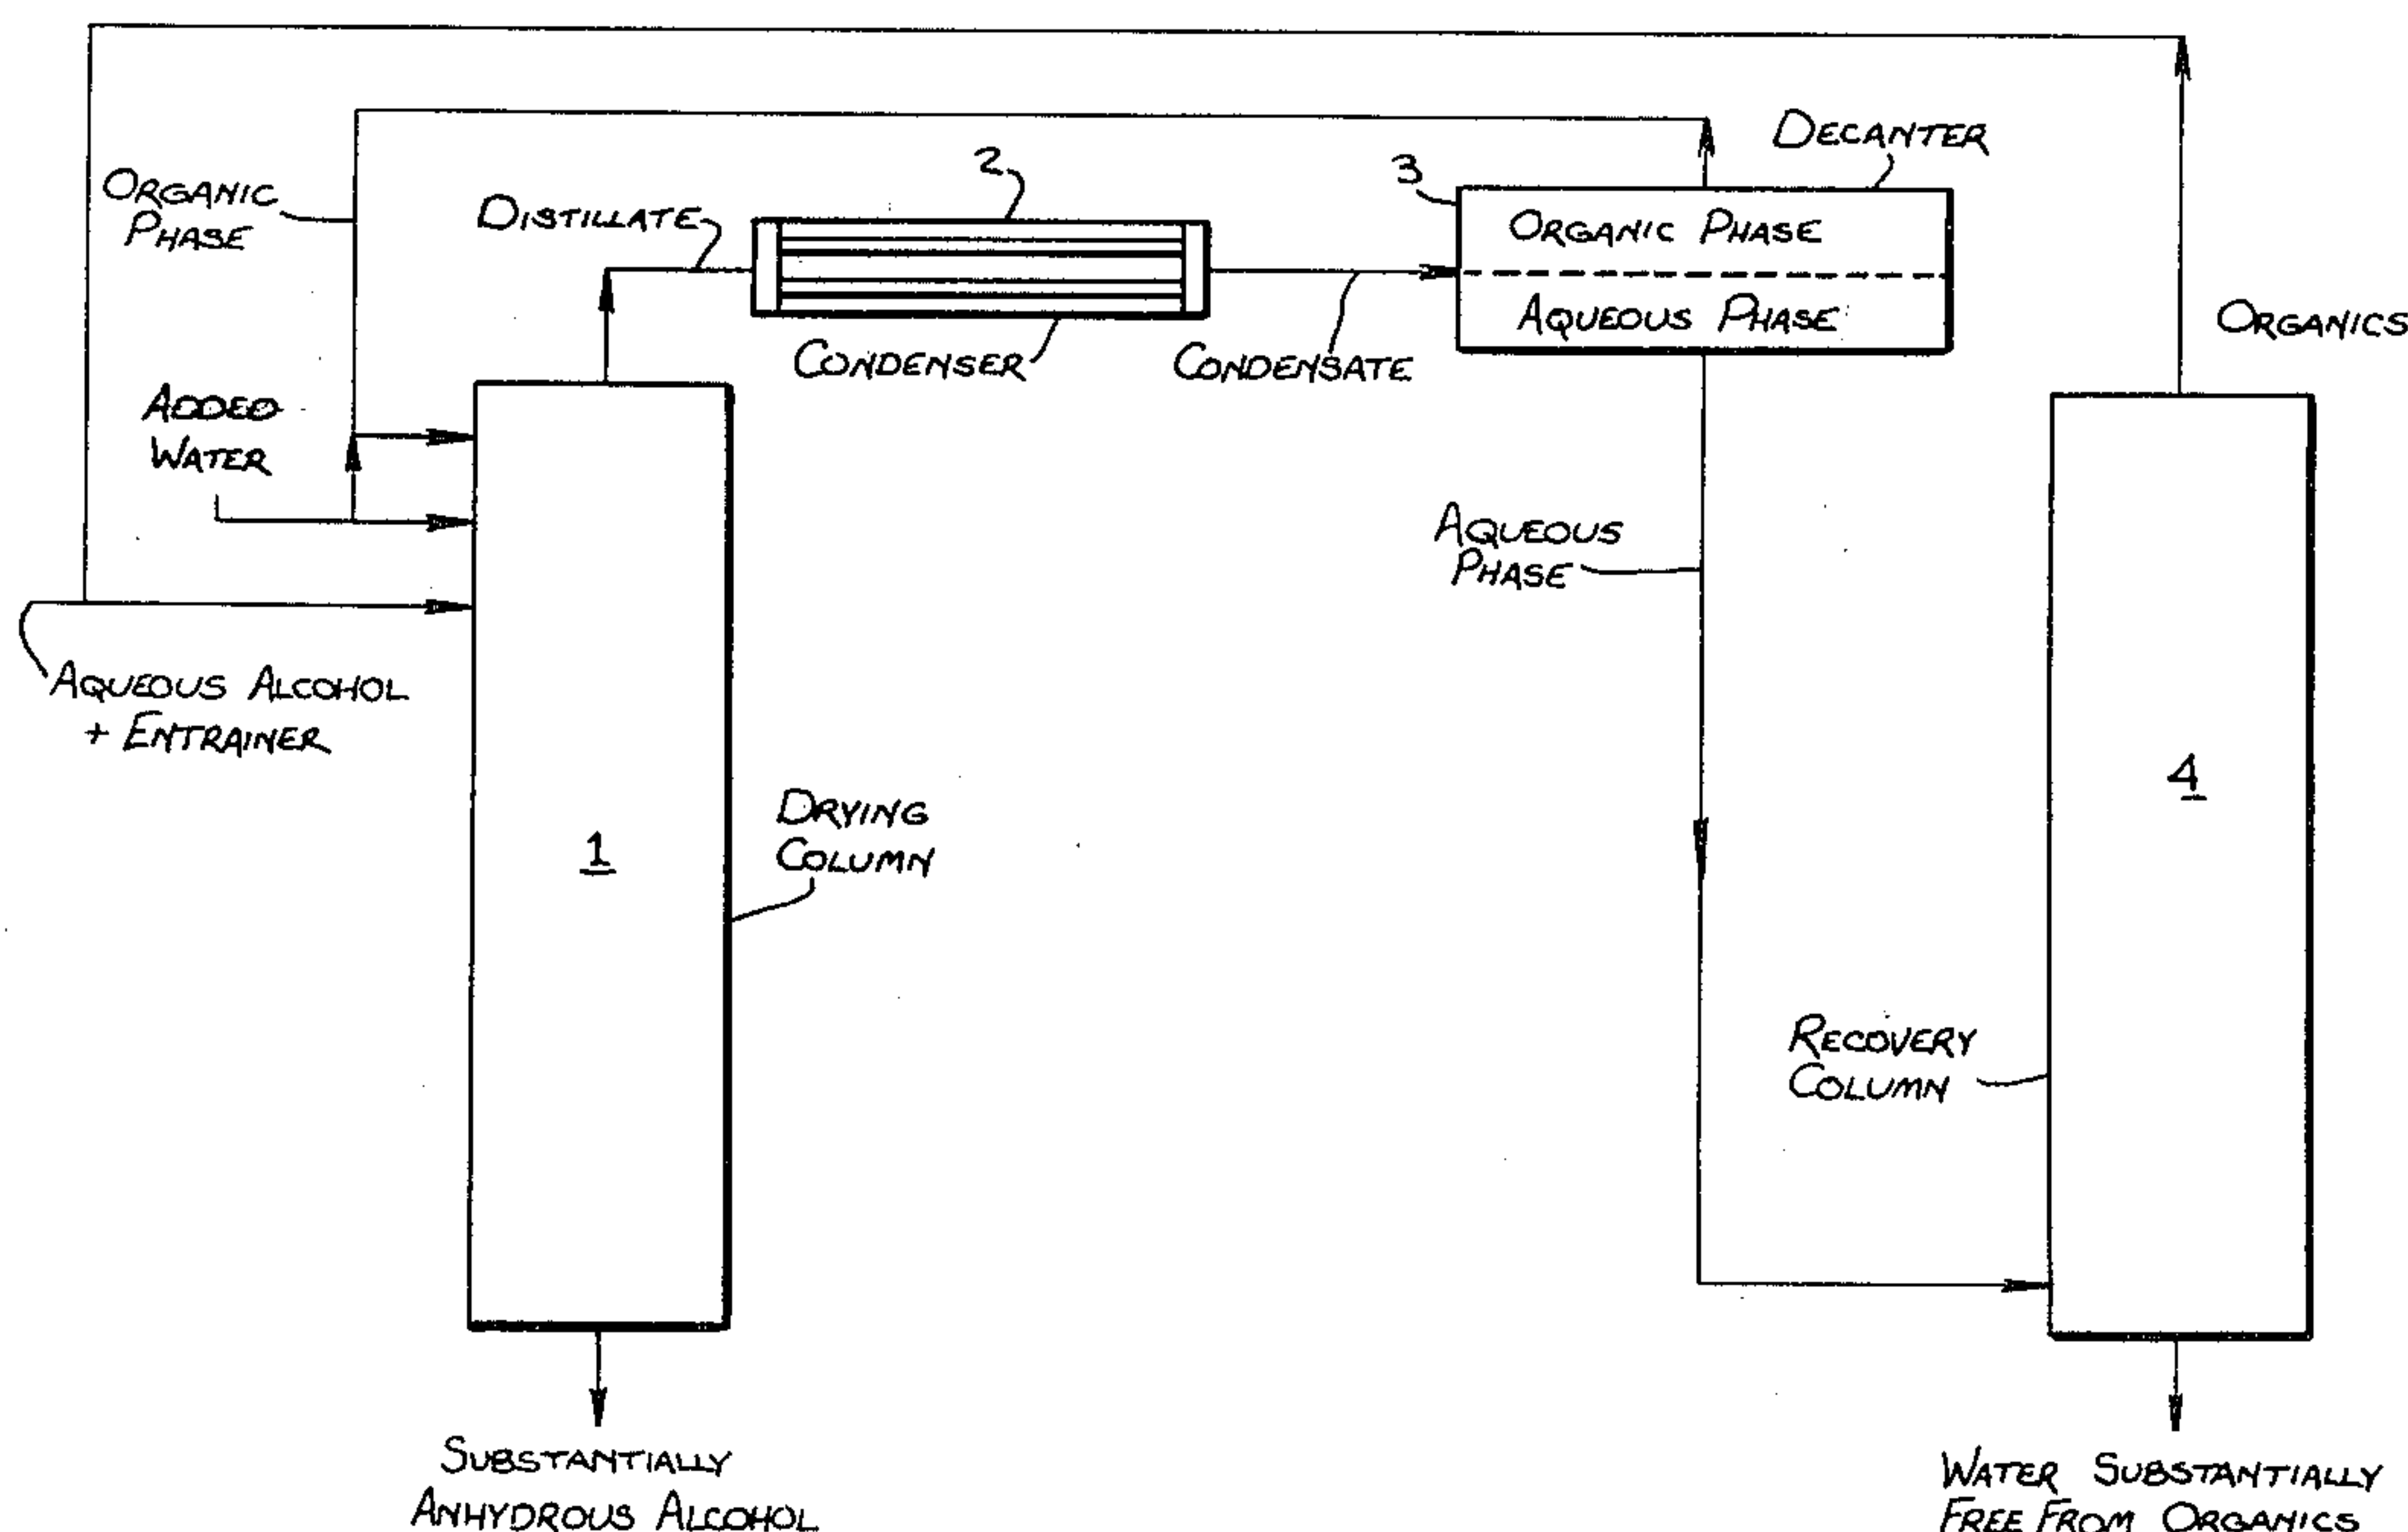 ORGANIC
PHASE
DISTILLATE
2
3
DECANTER
ORGANIC PHASE
AQUEOUS PHASE
CONDENSER
CONDENSATE
ORGANICS
ADDED
WATER
AQUEOUS
PHASE
AQUEOUS ALCOHOL
+ ENTRAINER
1
DRYING
COLUMN
4
RECOVERY
COLUMN
SUBSTANTIALLY
ANHYDROUS ALCOHOL
WATER SUBSTANTIALLY
FREE FROM ORGANICS